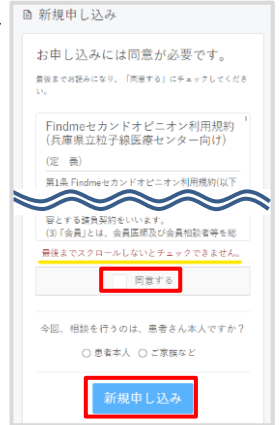 新規申し込み
お申し込みには同意が必要です。
最後までお読みになり、「同意する」にチェックしてくださ
い。
Findmeセカンドオピニオン利用規約
(兵庫県立粒子線医療センター向け)
(定 義)
第1条 Findmeセカンドオピニオン利用規約(以下
容とする請負契約をいいます。
(3)「会員」とは、会員医師及び会員相談者等を総
最後までスクロールしないとチェックできません。
同意する
今回、相談を行うのは、患者さん本人ですか？
患者本人 ご家族など
新規申し込み